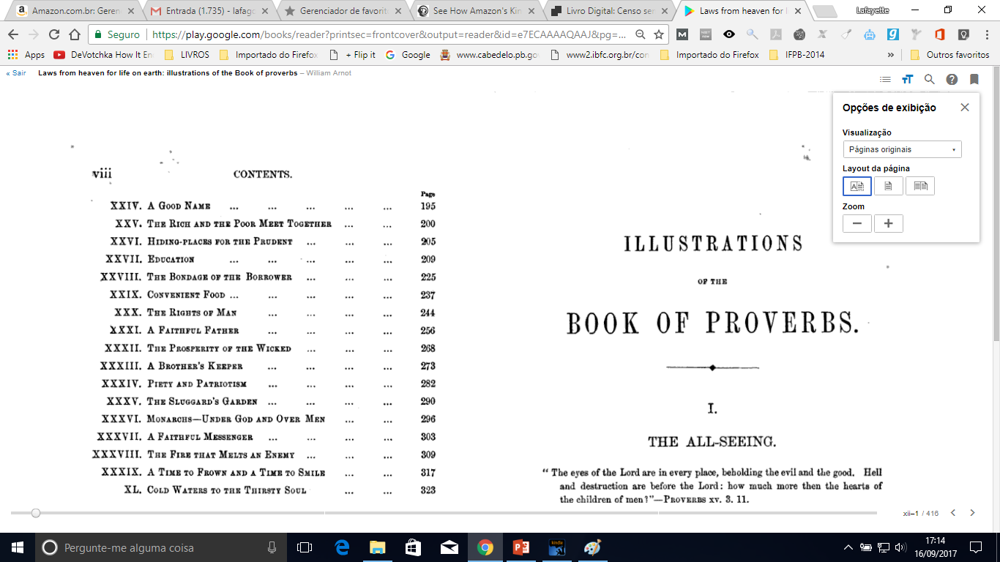 Amazon.com.br: Geren
Entrada (1.735) - lafago
Gerenciador de favorit
See How Amazon's Kin
Livro Digital: Censo ser
Laws from heaven for l
Lafayette
Seguro
https://play.google.com/books/reader?printsec=frontcover&output=reader&id=e7ECAAAAQAAJ&pg=...
Apps
DeVotchka How It En
LIVROS
Importado do Firefox
+ Flip it
Google
www.cabedelo.pb.gov
www2.ibfc.org.br/con
Importado do Firefox
IFPB-2014
»
Outros favoritos
« Sair
Laws from heaven for life on earth: illustrations of the Book of proverbs – William Arnot
viii CONTENTS.
Page
XXIV. A Good Name ... ... ... ... ... 195
XXV. The Rich and the Poor Meet Together ... ... 200
XXVI. Hiding-places for the Prudent ... ... ... 205
XXVII. Education ... ... ... ... ... 209
XXVIII. The Bondage of the Borrower ... ... ... 225
XXIX. Convenient Food ... ... ... ... ... 237
XXX. The Rights of Man ... ... ... ... 244
XXXI. A Faithful Father ... ... ... ... 256
XXXII. The Prosperity of the Wicked ... ... ... 268
XXXIII. A Brother's Keeper ... ... ... ... 273
XXXIV. Piety and Patriotism ... ... ... ... 282
XXXV. The Sluggard's Garden ... ... ... ... 290
XXXVI. Monarchs—Under God and Over Men ... ... 296
XXXVII. A Faithful Messenger ... ... ... ... 303
XXXVIII. The Fire that Melts an Enemy ... ... ... 309
XXXIX. A Time to Frown and a Time to Smile ... ... 317
XL. Cold Waters to the Thirsty Soul ... ... 323
ILLUSTRATIONS
OF THE
BOOK OF PROVERBS.
I.
THE ALL-SEEING.
“ The eyes of the Lord are in every place, beholding the evil and the good. Hell
and destruction are before the Lord: how much more then the hearts of
the children of men?"—Proverbs xv. 3. 11.
Opções de exibição
Visualização
Páginas originais
Layout da página
Zoom
xii–1 / 416
Pergunte-me alguma coisa
kindle
17:14
16/09/2017